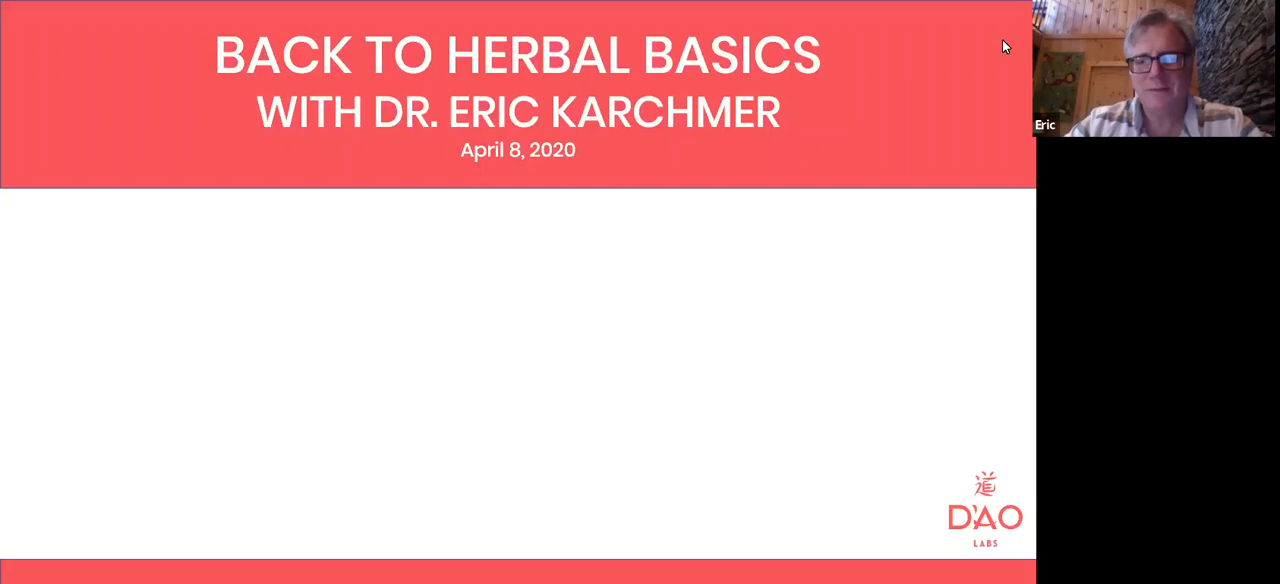 BACK TO HERBAL BASICS
WITH DR. ERIC KARCHMER
April 8, 2020
Eric
道
D'AO
LABS